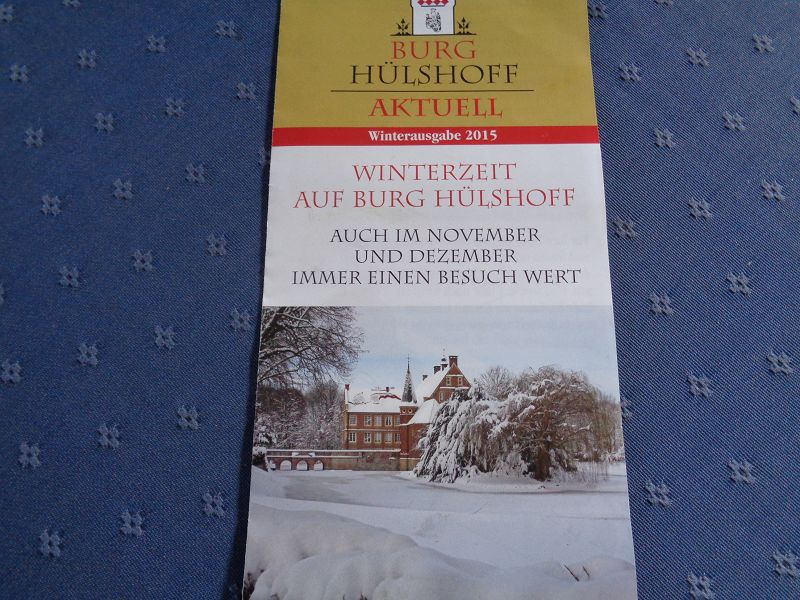 BURG
HÜLSHOFF
AKTUELL
Winterausgabe 2015
WINTERZEIT
AUF BURG HÜLSHOFF
AUCH IM NOVEMBER
UND DEZEMBER
IMMER EINEN BESUCH WERT